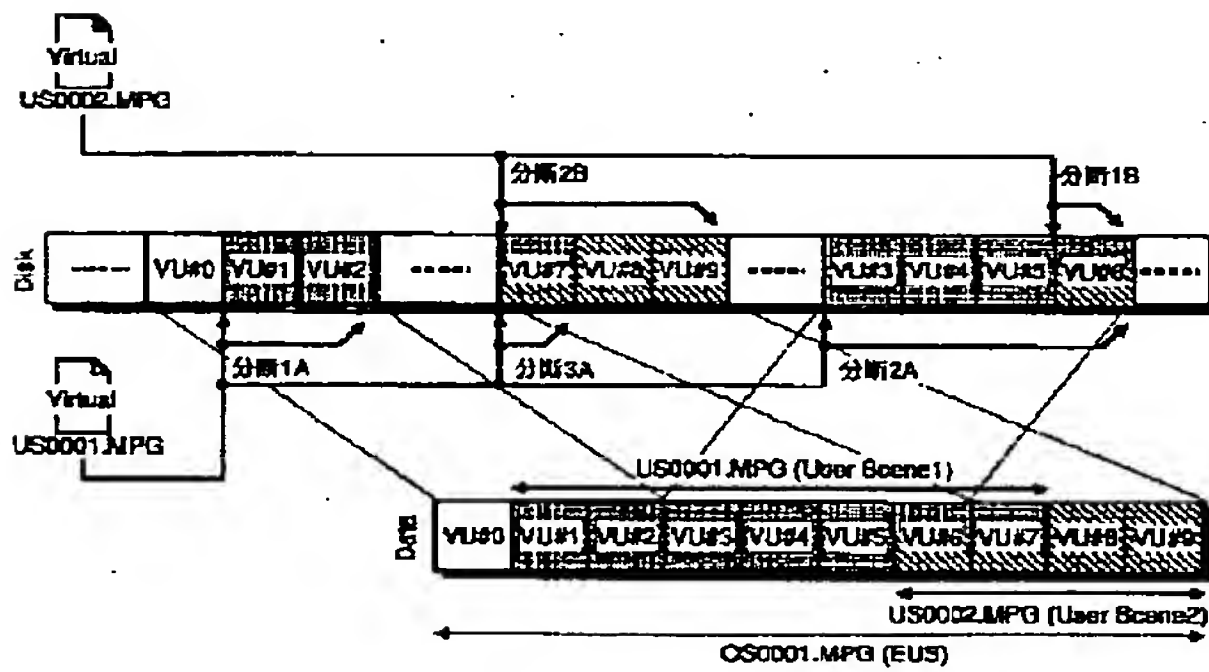 Virtual
US0002.MPG
分断2B
分断1B
Disk
VU#0 VU#1 VU#2 VU#7 VU#8 VU#9 VU#3 VU#4 VU#5 VU#6
分断1A
分断3A
分断2A
Virtual
US0001.MPG
US0001.MPG (User Scene1)
Data
VU#0 VU#1 VU#2 VU#3 VU#4 VU#5 VU#6 VU#7 VU#8 VU#9
US0002.MPG (User Scene2)
OS0001.MPG (EUS)